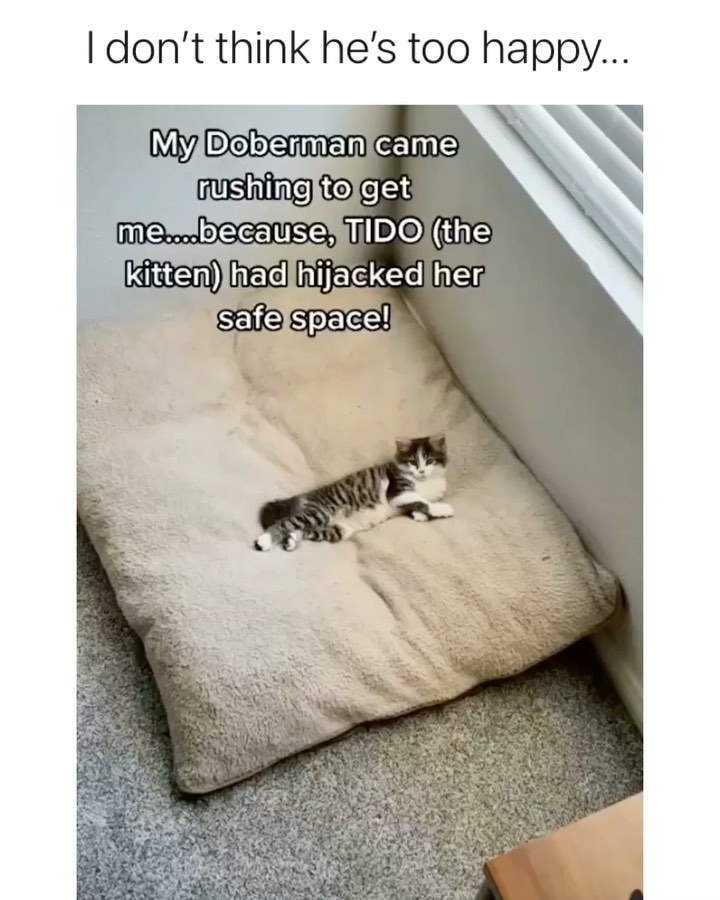 I don’t think he’s too happy...
My Doberman came
rushing to get
me....because, TIDO (the
kitten) had hijacked her
safe space!